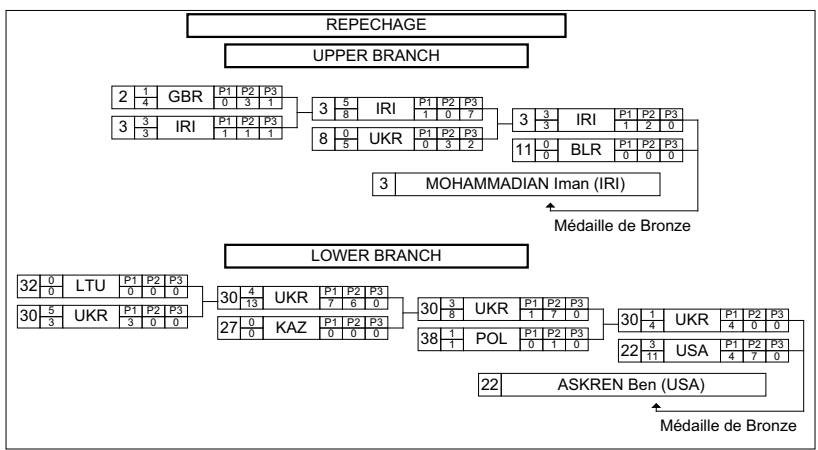 REPECHAGE
UPPER BRANCH
2 1 4 GBR P1 P2 P3 0 3 1
3 3 3 IRI P1 P2 P3 1 1 1
3 5 8 IRI P1 P2 P3 1 0 7
8 0 5 UKR P1 P2 P3 0 3 2
3 3 3 IRI P1 P2 P3 1 2 0
11 0 0 BLR P1 P2 P3 0 0 0
3 MOHAMMADIAN Iman (IRI)
Médaille de Bronze
LOWER BRANCH
32 0 0 LTU P1 P2 P3 0 0 0
30 5 3 UKR P1 P2 P3 3 0 0
30 4 13 UKR P1 P2 P3 7 6 0
27 0 0 KAZ P1 P2 P3 0 0 0
30 3 8 UKR P1 P2 P3 1 7 0
38 1 1 POL P1 P2 P3 0 1 0
30 1 4 UKR P1 P2 P3 4 0 0
22 3 11 USA P1 P2 P3 4 7 0
22 ASKREN Ben (USA)
Médaille de Bronze